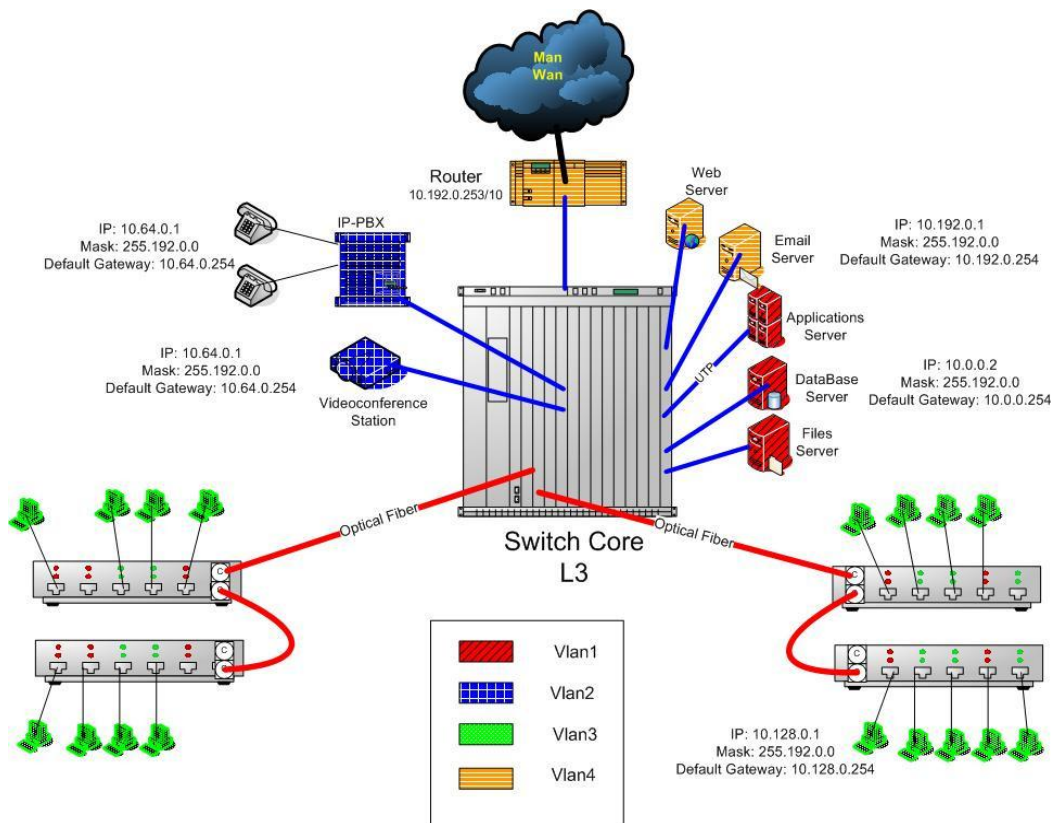 Man
Wan
Router
10.192.0.253/10
Web
Server
IP-PBX
IP: 10.64.0.1
Mask: 255.192.0.0
Default Gateway: 10.64.0.254
Email
Server
IP: 10.192.0.1
Mask: 255.192.0.0
Default Gateway: 10.192.0.254
Applications
Server
UTP
IP: 10.64.0.1
Mask: 255.192.0.0
Default Gateway: 10.64.0.254
Videoconference
Station
DataBase
Server
IP: 10.0.0.2
Mask: 255.192.0.0
Default Gateway: 10.0.0.254
Files
Server
Optical Fiber
Optical Fiber
Switch Core
L3
C
C
C
C
C
C
Vlan1
Vlan2
Vlan3
Vlan4
IP: 10.128.0.1
Mask: 255.192.0.0
Default Gateway: 10.128.0.254